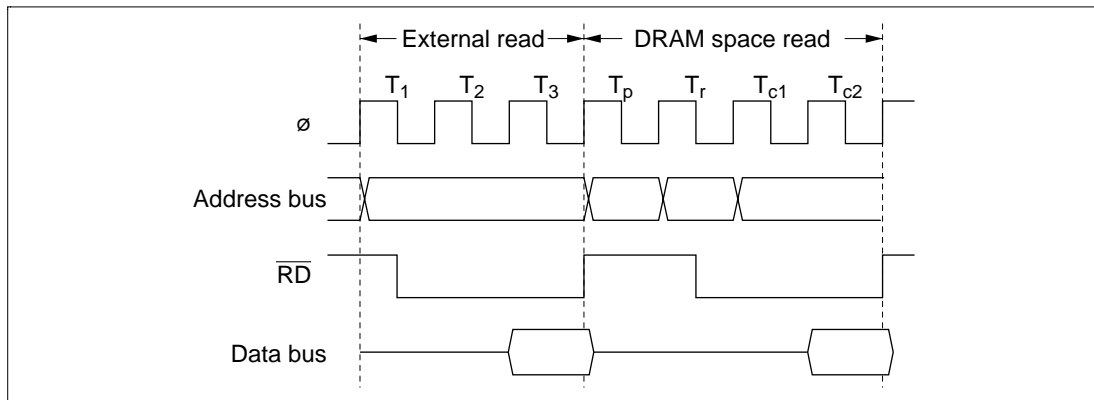 External read DRAM space read
T1 T2 T3 Tp Tr Tc1 Tc2
ø
Address bus
RD
Data bus